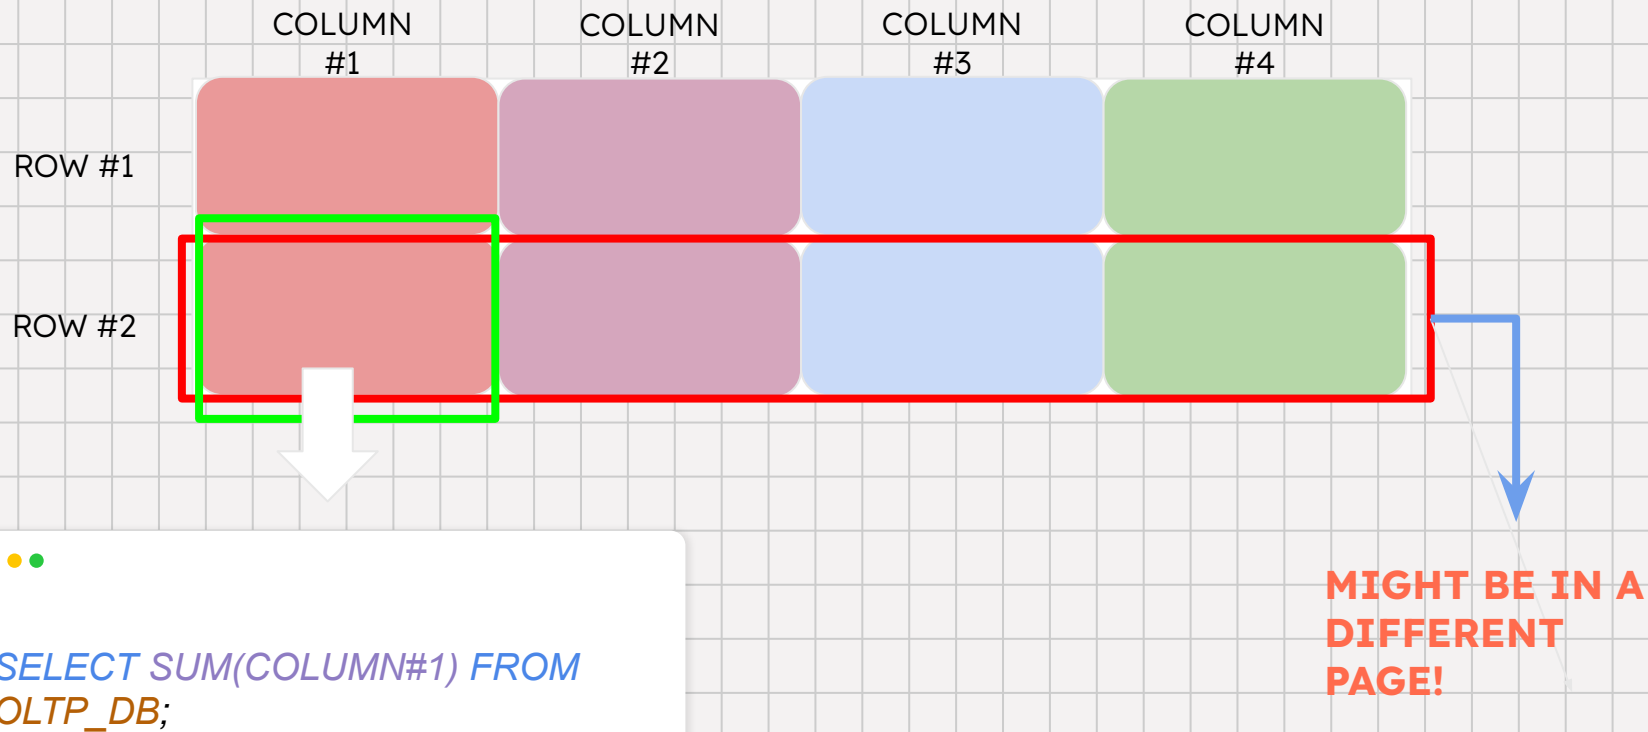 COLUMN
#1
COLUMN
#2
COLUMN
#3
COLUMN
#4
ROW #1
ROW #2
MIGHT BE IN A
DIFFERENT
PAGE!
SELECT SUM(COLUMN#1) FROM
OLTP_DB;